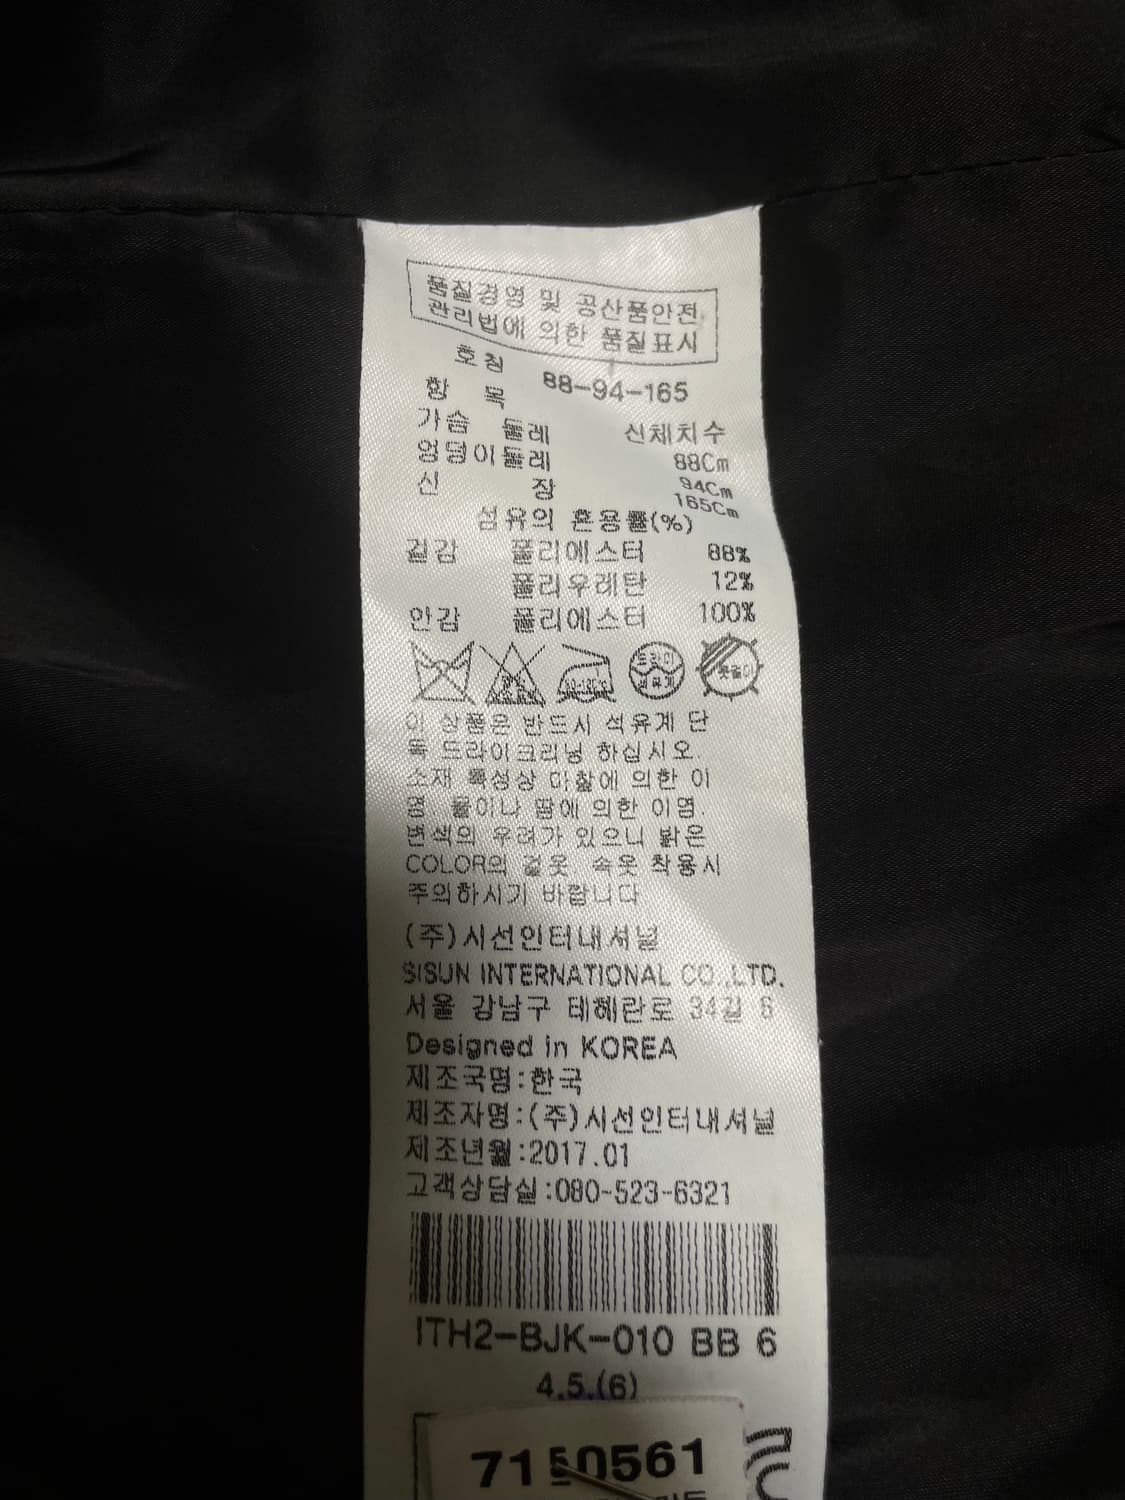 품질경영 및 공산품안전
관리법에 의한 품질표시
호칭 88-94-165
항 목 신체치수
가슴 둘레 88Cm
엉덩이둘레 94Cm
신 장 165Cm
섬유의 혼용률(%)
겉감 폴리에스터 88%
폴리우레탄 12%
안감 폴리에스터 100%
드라이
석유계
옷걸이
이 상품은 반드시 석유계 단
독 드라이크리닝 하십시오.
소재 특성상 마찰에 의한 이
염, 물이나 땀에 의한 이염.
변색의 우려가 있으니 밝은
COLOR의 겉옷, 속옷 착용시
주의하시기 바랍니다
(주)시선인터내셔널
SISUN INTERNATIONAL CO.,LTD.
서울 강남구 테헤란로 34길 6
Designed in KOREA
제조국명:한국
제조자명:(주)시선인터내셔널
제조년월:2017.01
고객상담실:080-523-6321
ITH2-BJK-010 BB 6
4.5.(6)
7150561